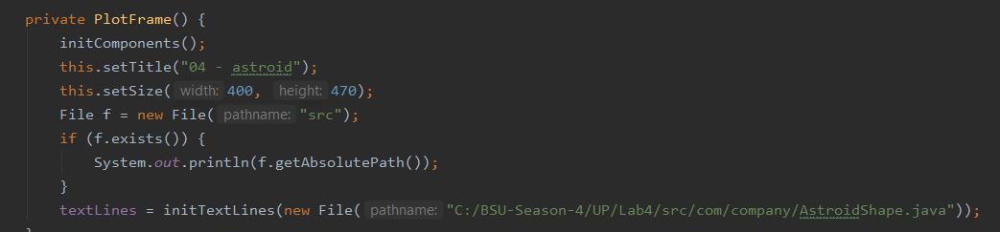 private PlotFrame() {
initComponents();
this.setTitle("04 - astroid");
this.setSize( width: 400, height: 470);
File f = new File( pathname: "src");
if (f.exists()) {
System.out.println(f.getAbsolutePath());
}
textLines = initTextLines(new File( pathname: "C:/BSU-Season-4/UP/Lab4/src/com/company/AstroidShape.java"));